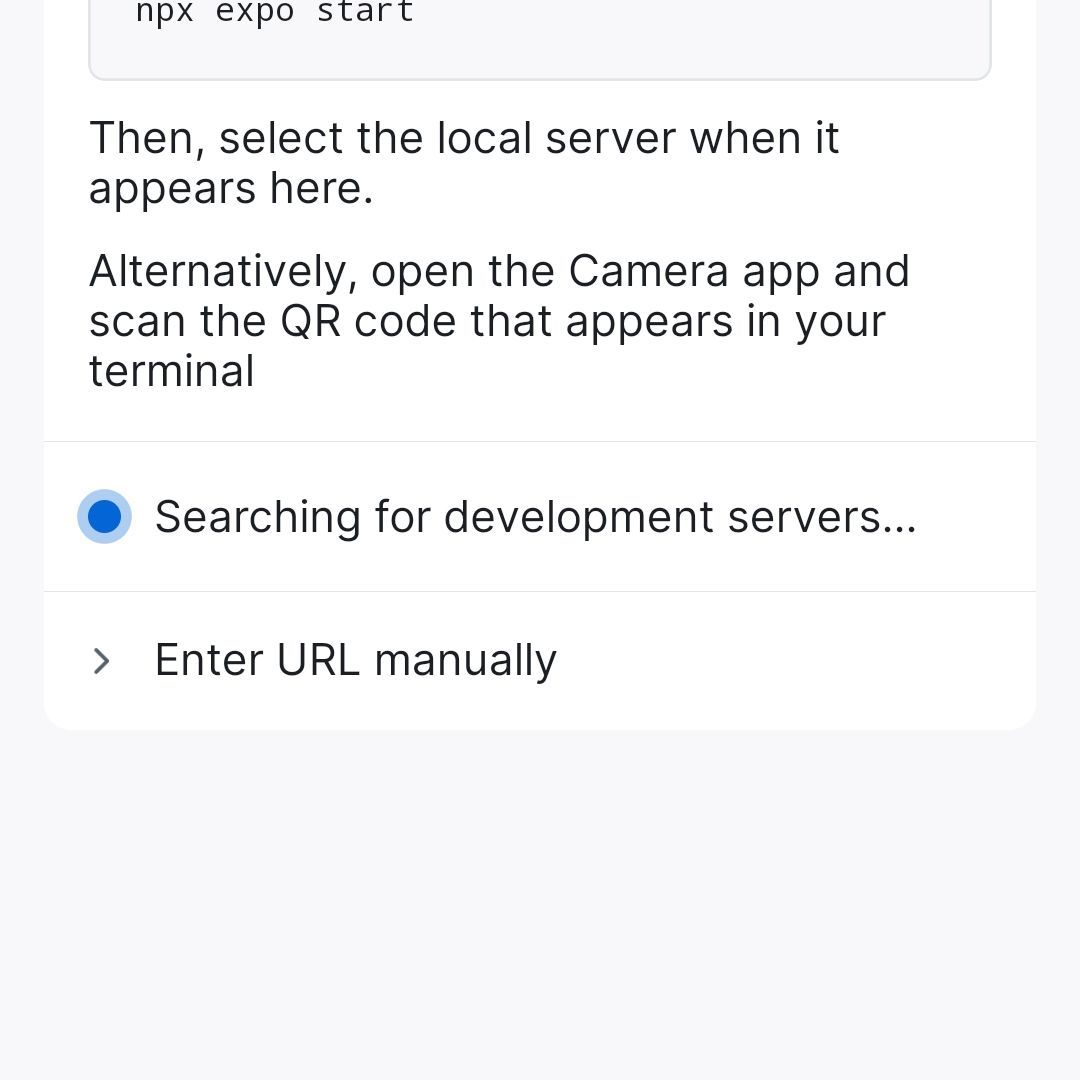 npx expo start
Then, select the local server when it
appears here.
Alternatively, open the Camera app and
scan the QR code that appears in your
terminal
Searching for development servers...
Enter URL manually